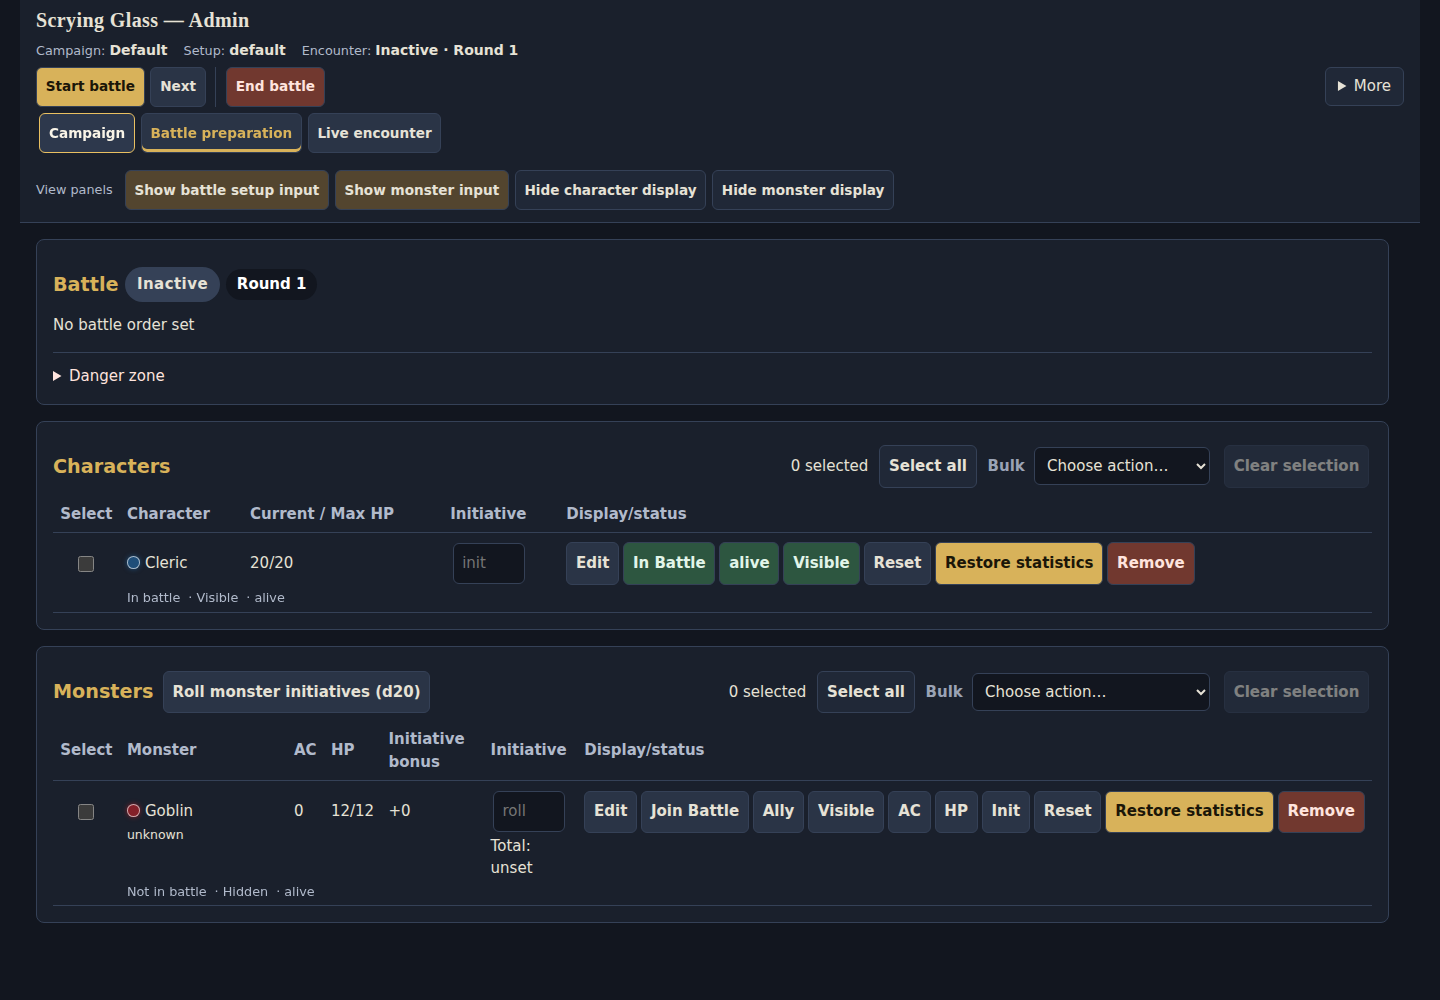 Scrying Glass — Admin
Campaign: Default Setup: default Encounter: Inactive · Round 1
Start battle Next End battle More
Campaign Battle preparation Live encounter
View panels Show battle setup input Show monster input Hide character display Hide monster display
Battle Inactive Round 1
No battle order set
Danger zone
Characters 0 selected Select all Bulk Choose action... Clear selection
Select Character Current / Max HP Initiative Display/status
Cleric 20/20 init Edit In Battle alive Visible Reset Restore statistics Remove
In battle · Visible · alive
Monsters Roll monster initiatives (d20) 0 selected Select all Bulk Choose action... Clear selection
Select Monster AC HP Initiative bonus Initiative Display/status
Goblin 0 12/12 +0 roll Edit Join Battle Ally Visible AC HP Init Reset Restore statistics Remove
unknown
Total:
unset
Not in battle · Hidden · alive